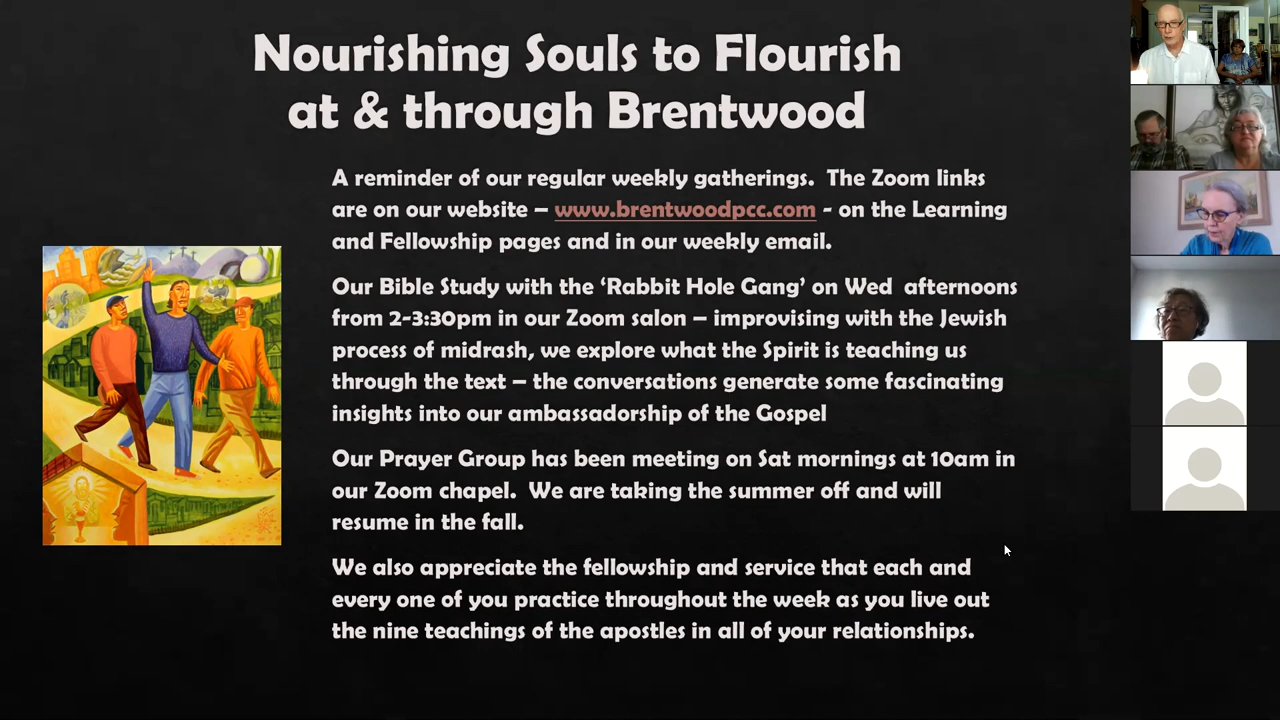 Nourishing Souls to Flourish
at & through Brentwood
A reminder of our regular weekly gatherings.  The Zoom links
are on our website – www.brentwoodpcc.com - on the Learning
and Fellowship pages and in our weekly email.
Our Bible Study with the ‘Rabbit Hole Gang’ on Wed  afternoons
from 2-3:30pm in our Zoom salon – improvising with the Jewish
process of midrash, we explore what the Spirit is teaching us
through the text – the conversations generate some fascinating
insights into our ambassadorship of the Gospel
Our Prayer Group has been meeting on Sat mornings at 10am in
our Zoom chapel.  We are taking the summer off and will
resume in the fall.
We also appreciate the fellowship and service that each and
every one of you practice throughout the week as you live out
the nine teachings of the apostles in all of your relationships.